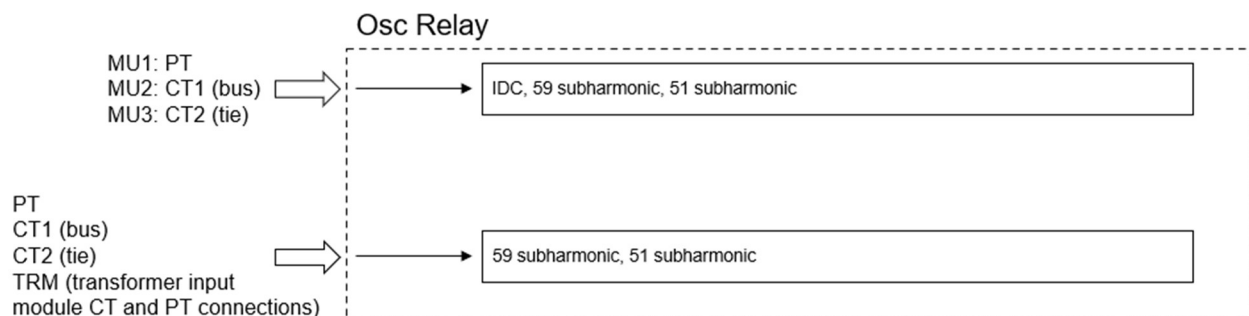 Osc Relay
MU1: PT
MU2: CT1 (bus)
MU3: CT2 (tie)
IDC, 59 subharmonic, 51 subharmonic
PT
CT1 (bus)
CT2 (tie)
TRM (transformer input
module CT and PT connections)
59 subharmonic, 51 subharmonic